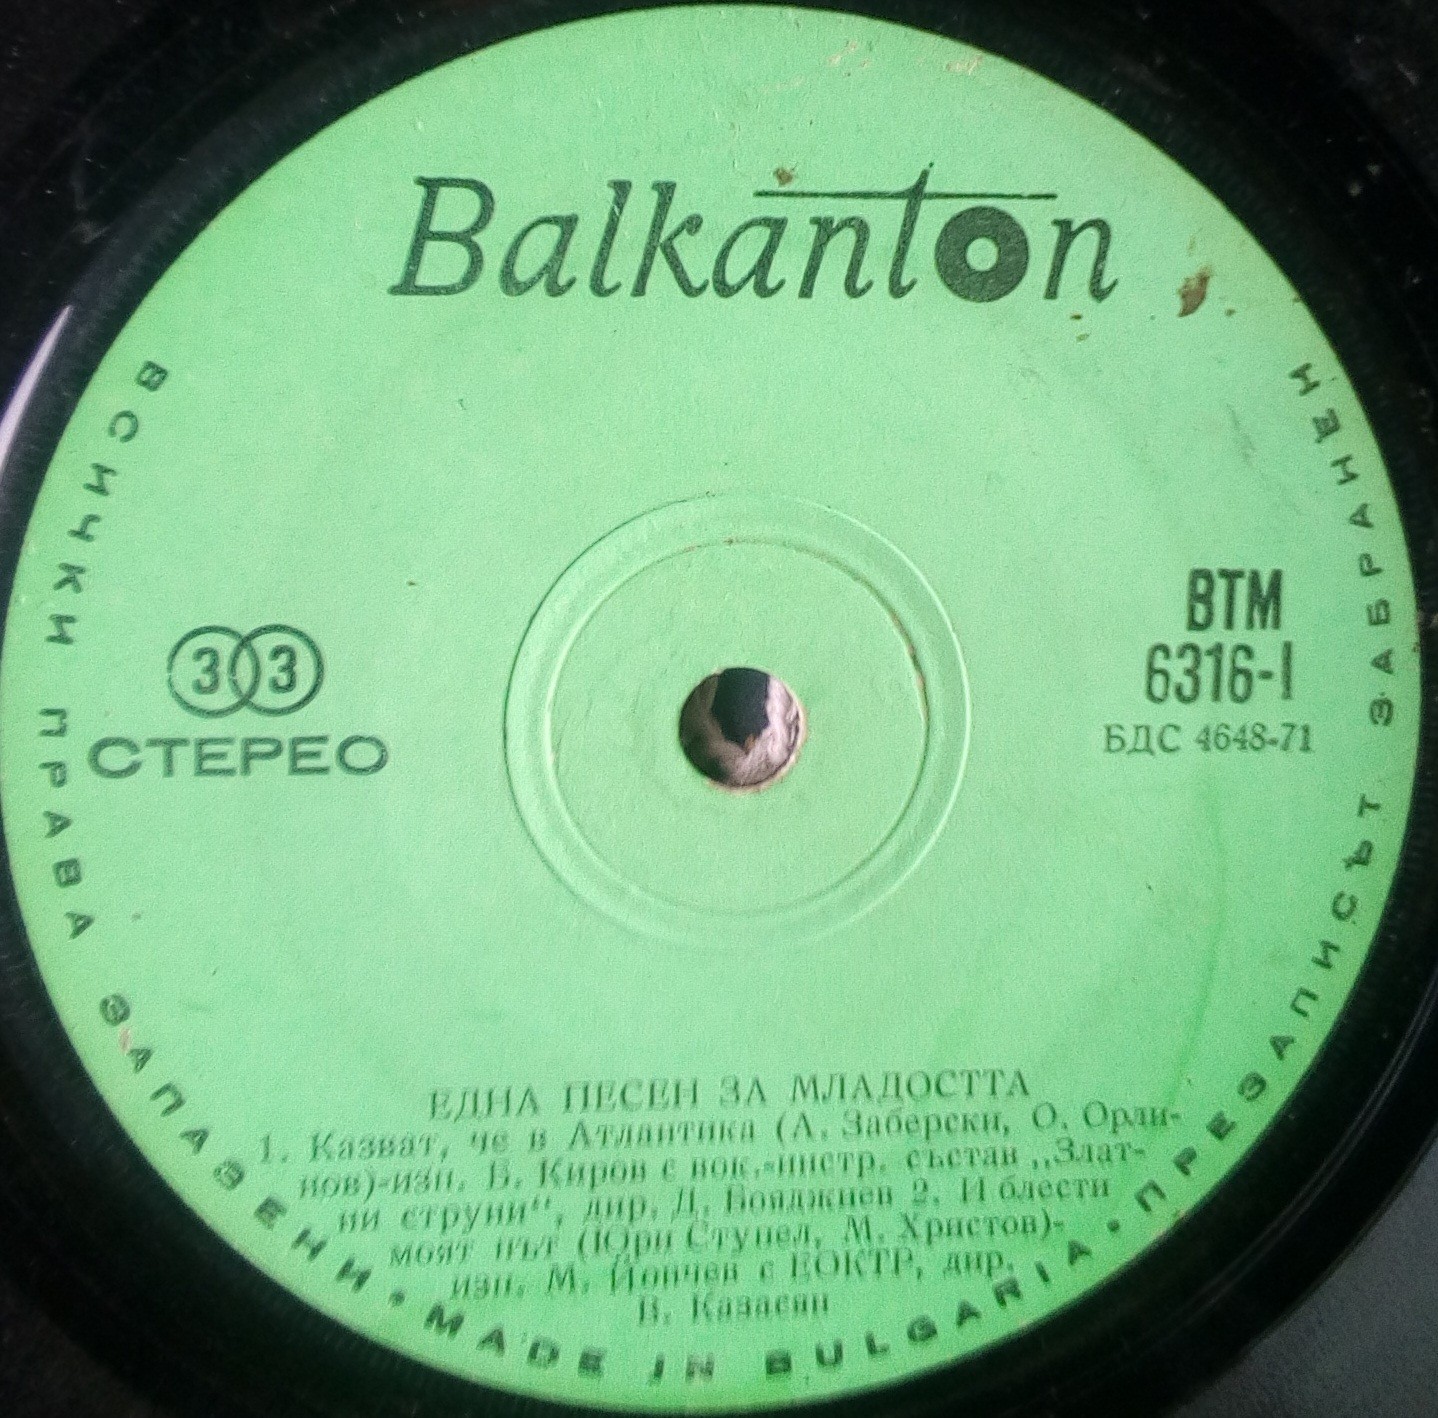 Balkanton
33
СТЕРЕО
ВТМ
6316-I
БДС 4648-71
ЕДНА ПЕСЕН ЗА МЛАДОСТТА
1. Казват, че в Атлантика (А. Заберски, О. Орли-
нов)-изп. Б. Киров с вок.-инстр. състав „Злат-
ни струни“, дир. Д. Бояджиев 2. И блести
моят път (Юри Ступел, М. Христов)-
изп. М. Йончев с ЕОКТР, дир.
В. Казасян
ВСИЧКИ ПРАВА ЗАПАЗЕНИ • MADE IN BULGARIA • ПРЕЗАПИСЪТ ЗАБРАНЕН